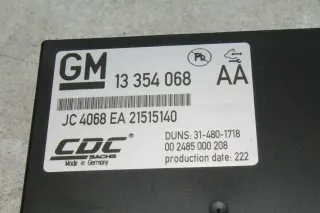 GM 13 354 068 Pb AA
JC 4068 EA 21515140
CDC SACHS
Made in Germany
DUNS: 31-480-1718
00 2485 000 208
production date: 222